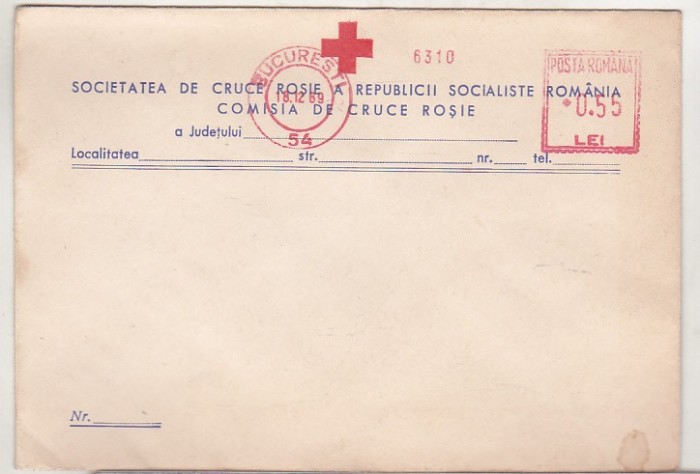 6310
BUCUREȘTI
18.12.69
54
POSTA ROMANA
*0.55
LEI
SOCIETATEA DE CRUCE ROȘIE A REPUBLICII SOCIALISTE ROMÂNIA
COMISIA DE CRUCE ROȘIE
a Județului
Localitatea str. nr. tel.
Nr.